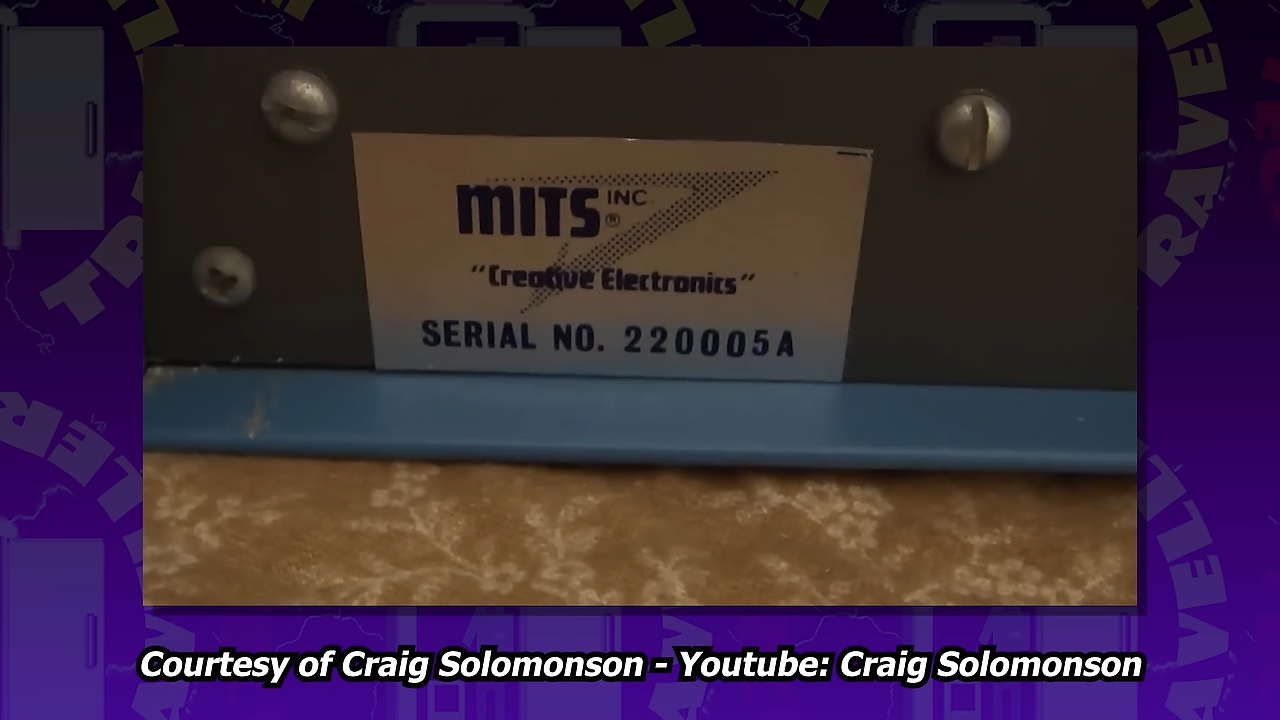 MITS INC.
®
"Creative Electronics"
SERIAL NO. 220005A
Courtesy of Craig Solomonson - Youtube: Craig Solomonson